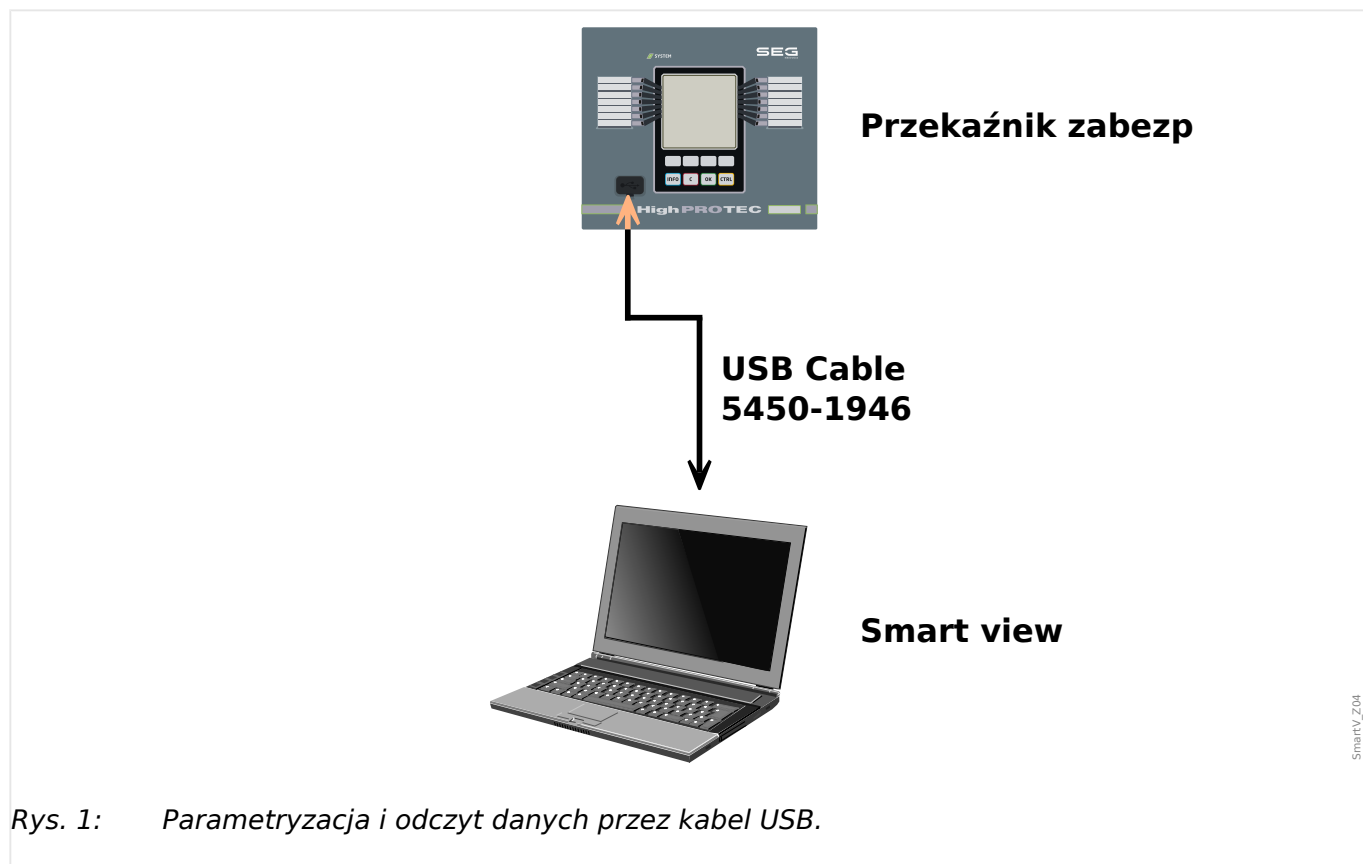 SYSTEM
SEG
INFO C OK CTRL
HighPROTEC
Przekaźnik zabezp
USB Cable
5450-1946
Smart view
SmartV_Z04
Rys. 1: Parametryzacja i odczyt danych przez kabel USB.